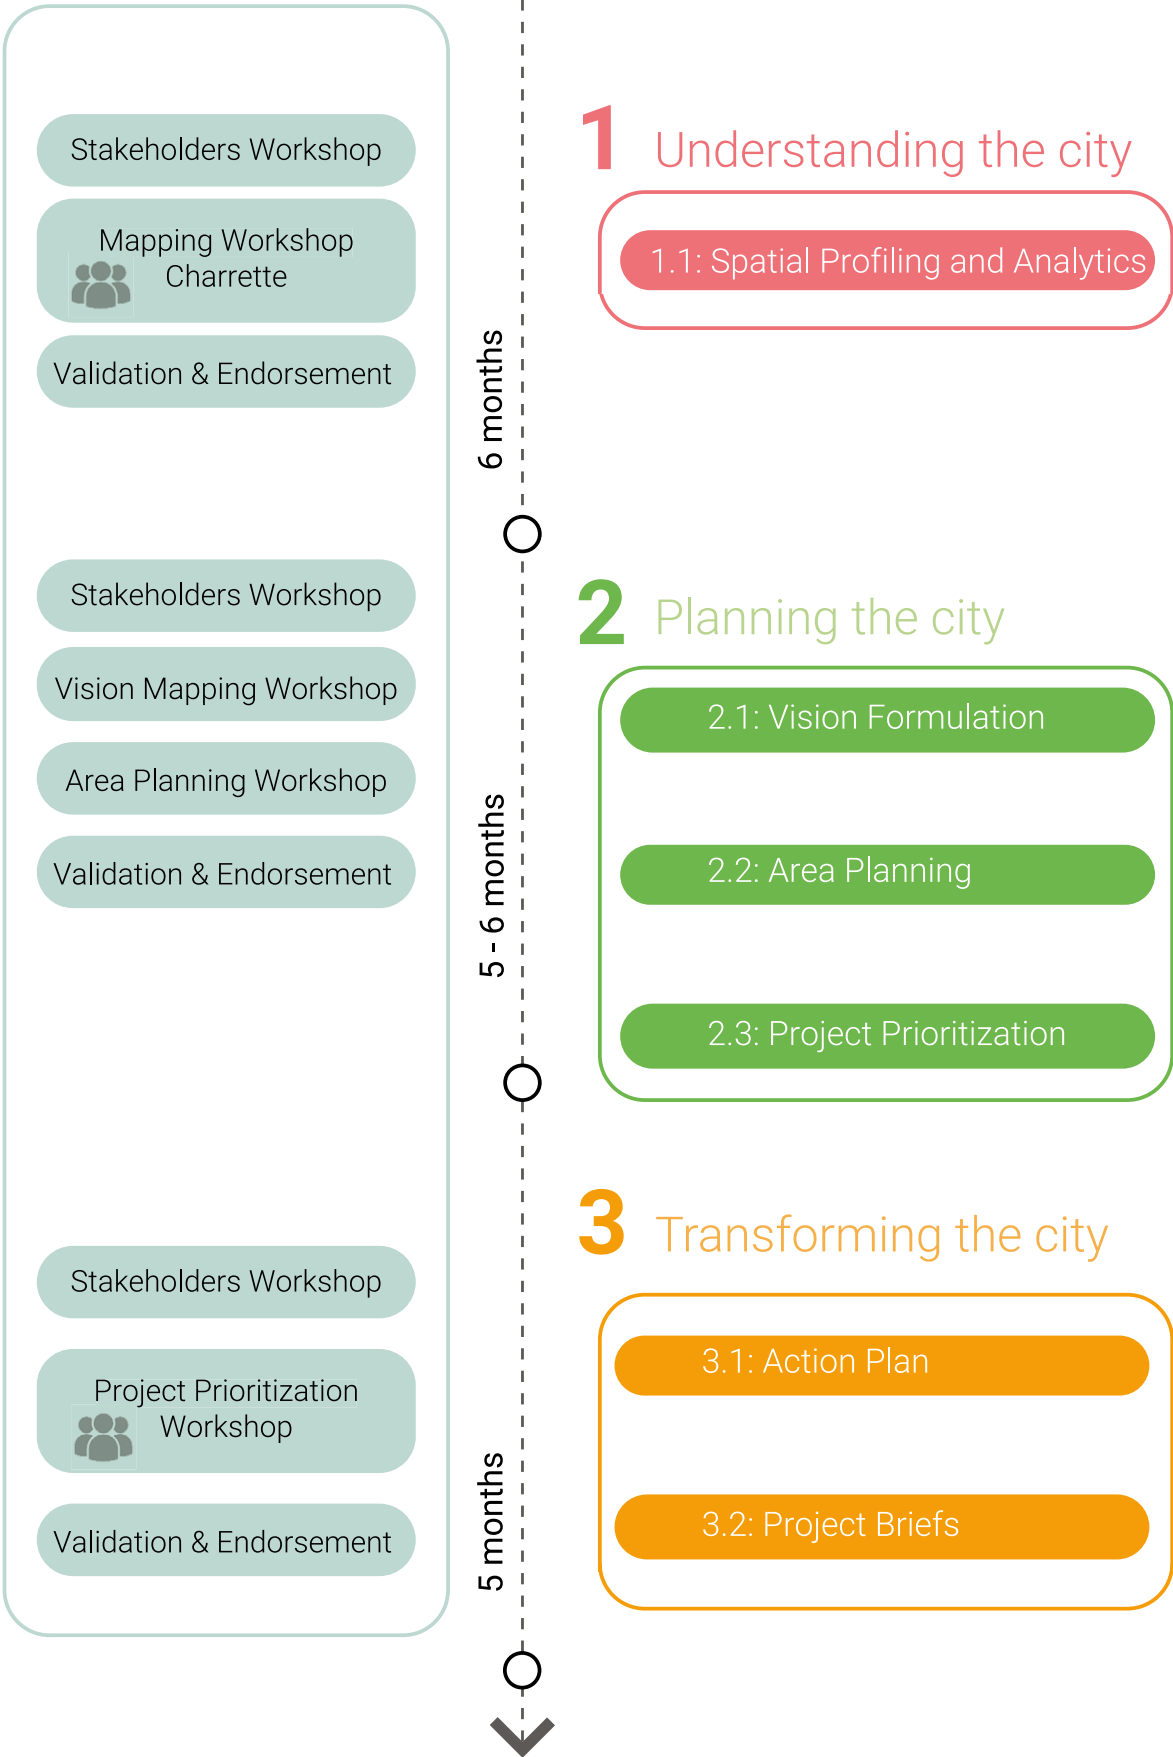 Stakeholders Workshop
Mapping Workshop
Charrette
Validation & Endorsement
6 months
1 Understanding the city
1.1: Spatial Profiling and Analytics
Stakeholders Workshop
Vision Mapping Workshop
Area Planning Workshop
Validation & Endorsement
5 - 6 months
2 Planning the city
2.1: Vision Formulation
2.2: Area Planning
2.3: Project Prioritization
Stakeholders Workshop
Project Prioritization
Workshop
Validation & Endorsement
5 months
3 Transforming the city
3.1: Action Plan
3.2: Project Briefs